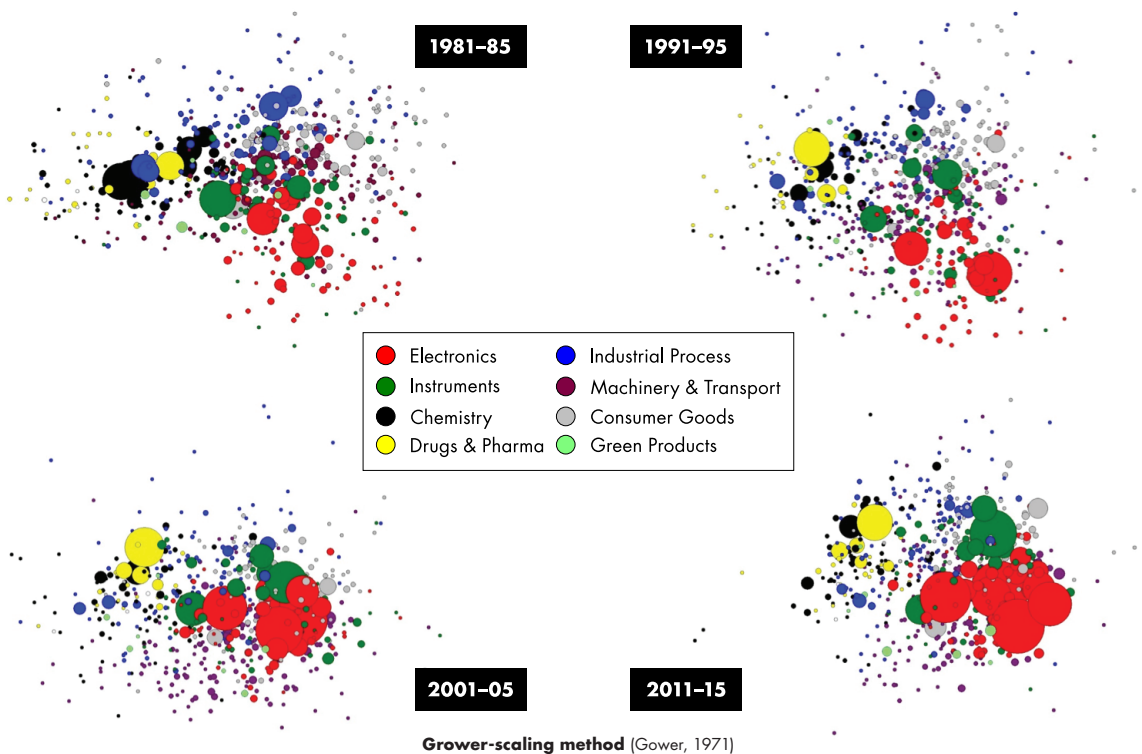 1981–85
1991–95
Electronics
Industrial Process
Instruments
Machinery & Transport
Chemistry
Consumer Goods
Drugs & Pharma
Green Products
2001–05
2011–15
Grower-scaling method (Gower, 1971)